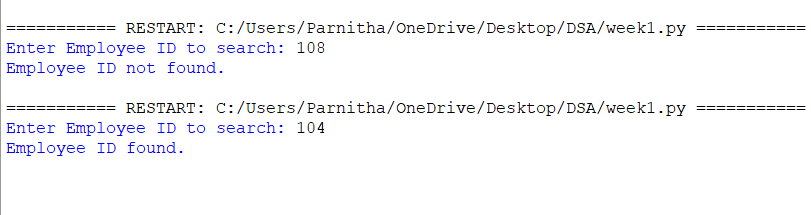 =========== RESTART: C:/Users/Parnitha/OneDrive/Desktop/DSA/week1.py ===========
Enter Employee ID to search: 108
Employee ID not found.
=========== RESTART: C:/Users/Parnitha/OneDrive/Desktop/DSA/week1.py ===========
Enter Employee ID to search: 104
Employee ID found.